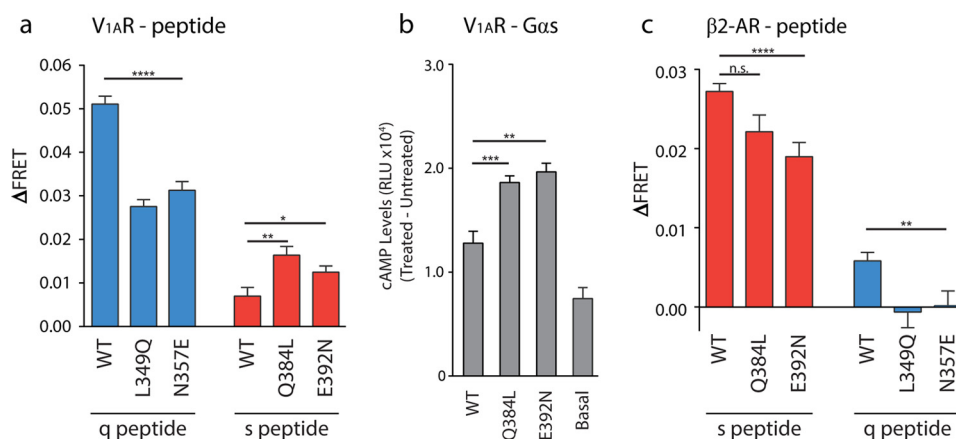 a V1AR - peptide
0.06
0.05
0.04
0.03
0.02
0.01
0.00
ΔFRET
****
*
**
WT
L349Q
N357E
WT
Q384L
E392N
q peptide
s peptide
b V1AR - Gαs
3.0
2.0
1.0
0
cAMP Levels (RLU x10⁴)
(Treated - Untreated)
**
***
WT
Q384L
E392N
Basal
c β2-AR - peptide
0.03
0.02
0.01
0.00
ΔFRET
****
n.s.
**
WT
Q384L
E392N
WT
L349Q
N357E
s peptide
q peptide